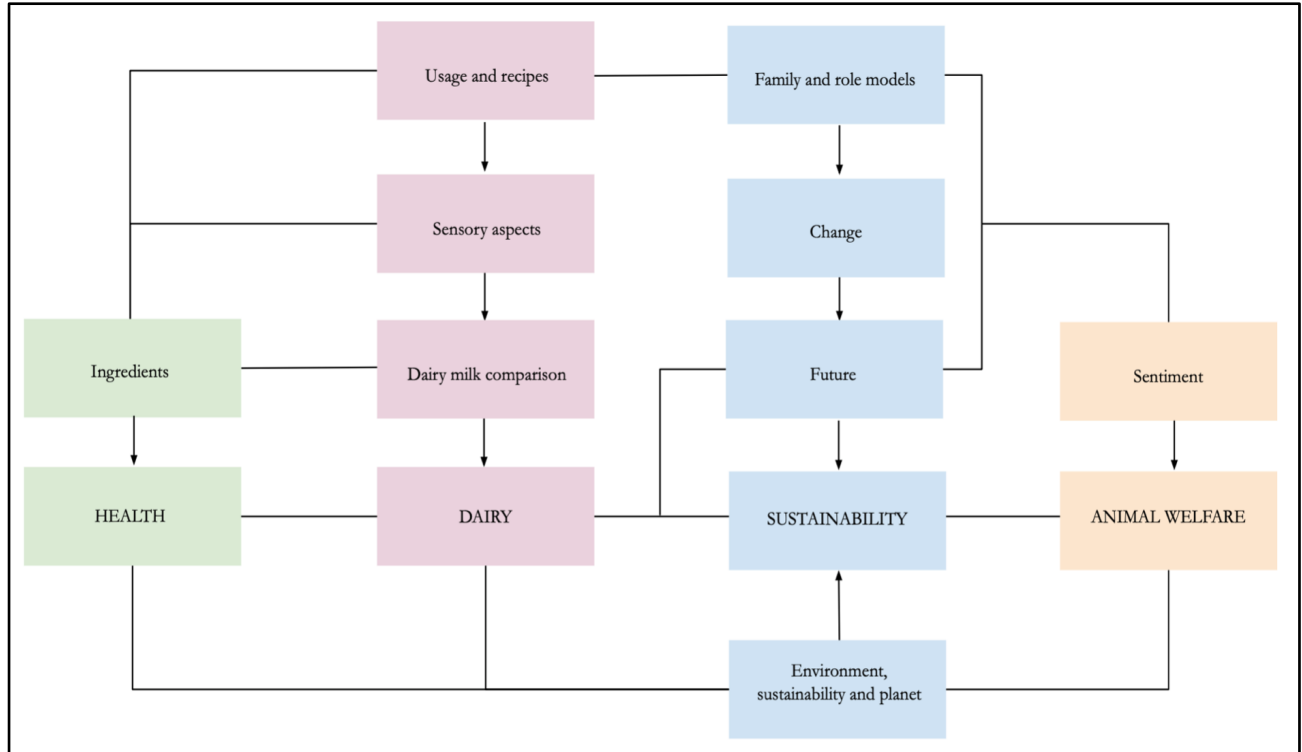 Usage and recipes
Family and role models
Sensory aspects
Change
Ingredients
Dairy milk comparison
Future
Sentiment
HEALTH
DAIRY
SUSTAINABILITY
ANIMAL WELFARE
Environment,
sustainability and planet